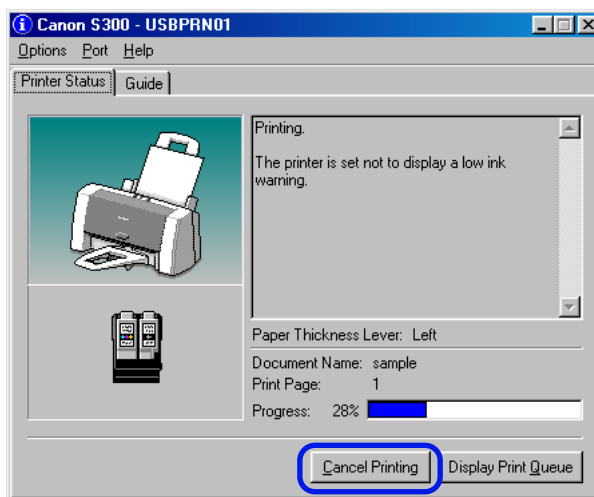 Canon S300 - USBPRN01
Options Port Help
Printer Status Guide
Printing.
The printer is set not to display a low ink
warning.
Paper Thickness Lever: Left
Document Name: sample
Print Page: 1
Progress: 28%
Cancel Printing Display Print Queue